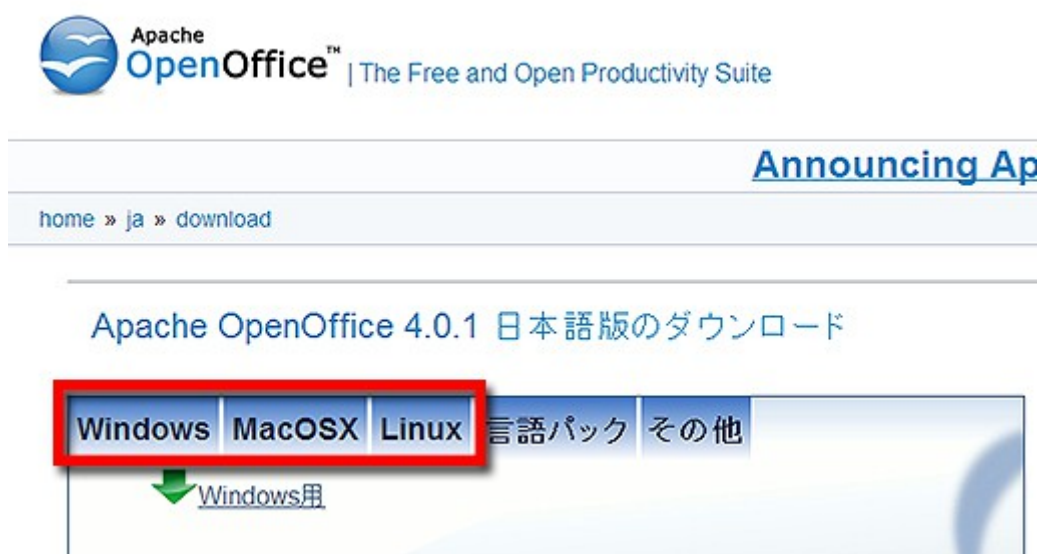 Apache
OpenOffice™ | The Free and Open Productivity Suite
Announcing Ap
home » ja » download
Apache OpenOffice 4.0.1 日本語版のダウンロード
Windows MacOSX Linux 言語パック その他
Windows用